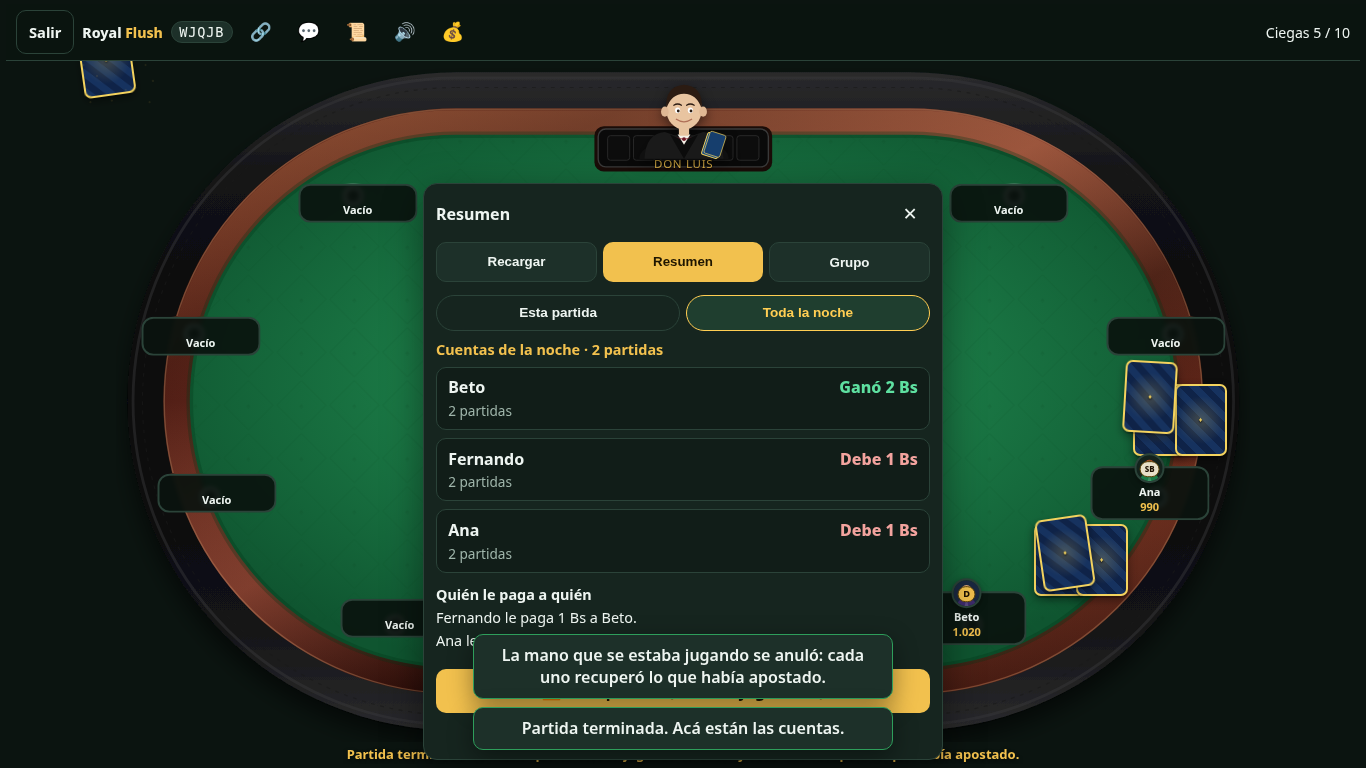 Salir
Royal Flush
WJQJB
Ciegas 5 / 10
DON LUIS
Vacío
Vacío
Resumen
Recargar
Resumen
Grupo
Esta partida
Toda la noche
Vacío
Vacío
Cuentas de la noche · 2 partidas
Beto
Ganó 2 Bs
2 partidas
Fernando
Debe 1 Bs
2 partidas
SB
Ana
990
Vacío
Ana
Debe 1 Bs
2 partidas
Quién le paga a quién
Fernando le paga 1 Bs a Beto.
D
Beto
1.020
Vacío
Ana
La mano que se estaba jugando se anuló: cada
uno recuperó lo que había apostado.
Partida terminada. Acá están las cuentas.
Partida
apostado.